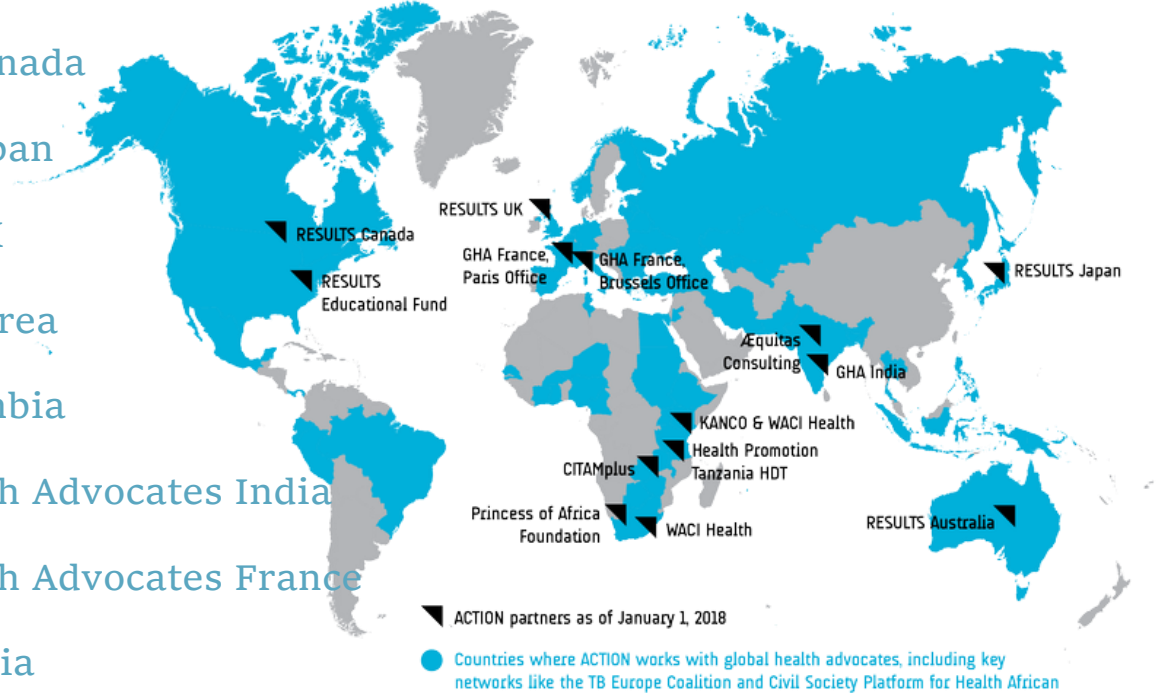 nada
pan
rea
bia
h Advocates India
h Advocates France
ia
RESULTS Canada
RESULTS
Educational Fund
RESULTS UK
GHA France,
Paris Office
GHA France,
Brussels Office
RESULTS Japan
Æquitas
Consulting
GHA India
KANCO & WACI Health
Health Promotion
Tanzania HDT
CITAMplus
Princess of Africa
Foundation
WACI Health
RESULTS Australia
ACTION partners as of January 1, 2018
Countries where ACTION works with global health advocates, including key
networks like the TB Europe Coalition and Civil Society Platform for Health African